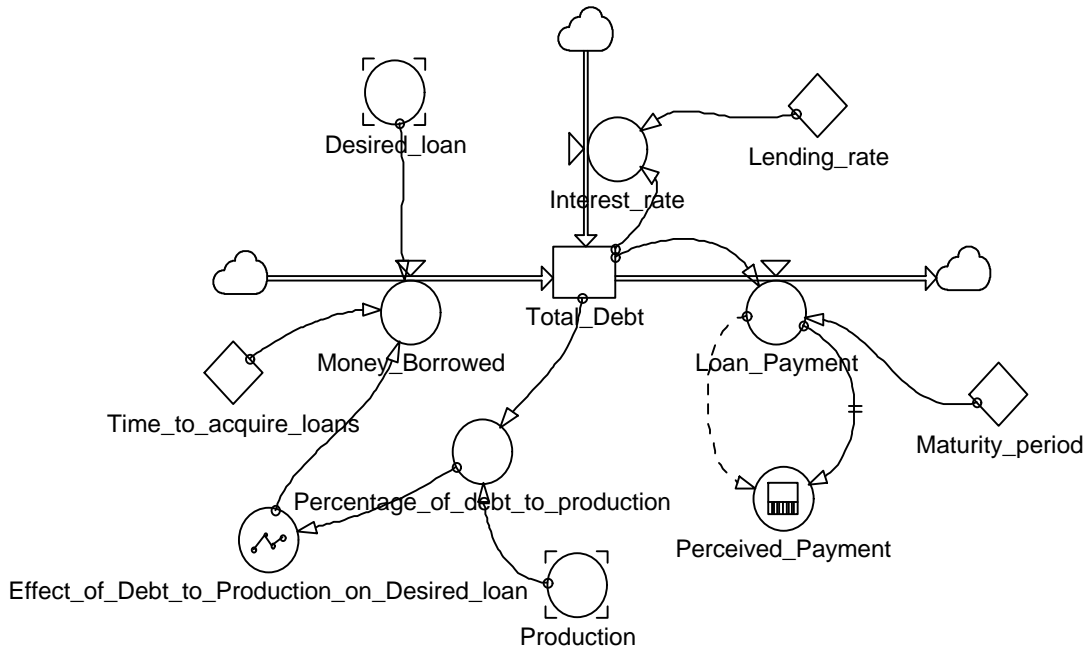 Desired_loan
Lending_rate
Interest_rate
Total_Debt
Money_Borrowed
Loan_Payment
Time_to_acquire_loans
Maturity_period
Percentage_of_debt_to_production
Perceived_Payment
Effect_of_Debt_to_Production_on_Desired_loan
Production